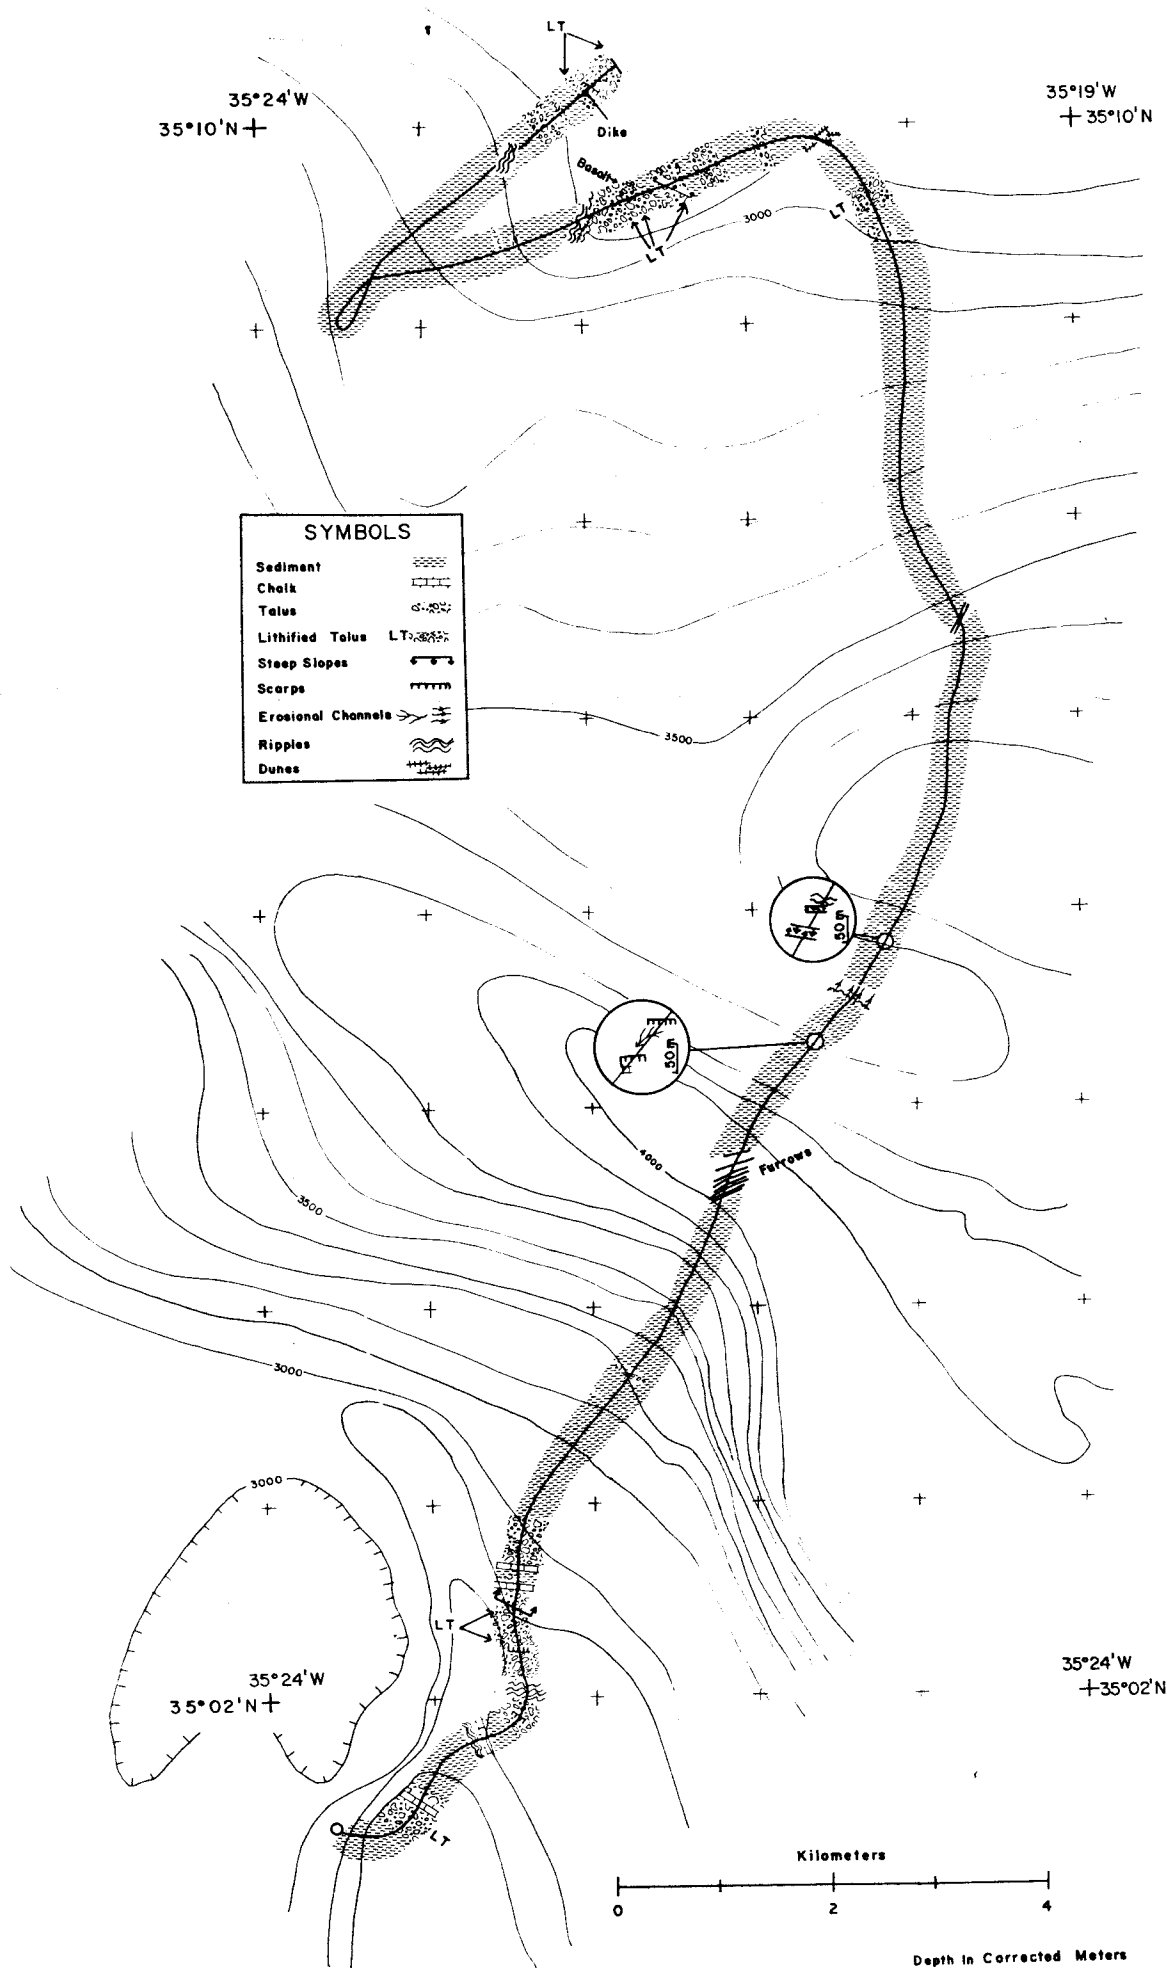 LT
35°24'W
35°10'N
35°19'W
35°10'N
Dike
Basalt
LT
3000
LT
SYMBOLS
Sediment
Chalk
Talus
Lithified Talus LT
Steep Slopes
Scarps
Erosional Channels
Ripples
Dunes
3500
50m
50m
4000
Furrows
3500
3000
3000
LT
35°24'W
35°02'N
35°24'W
35°02'N
LT
Kilometers
0 2 4
Depth in Corrected Meters